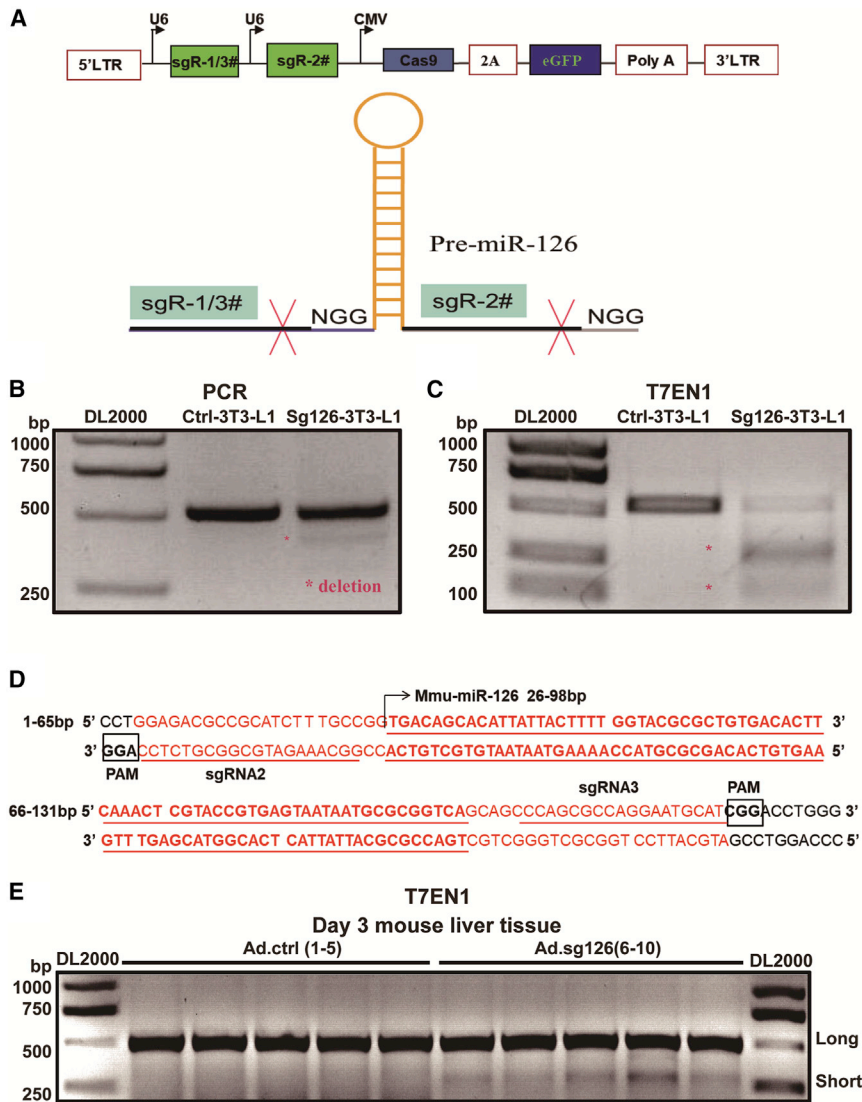 A
U6 U6 CMV
5'LTR sgR-1/3# sgR-2# Cas9 2A eGFP Poly A 3'LTR
Pre-miR-126
sgR-1/3# NGG sgR-2# NGG
B
PCR
bp DL2000 Ctrl-3T3-L1 Sg126-3T3-L1
1000
750
500
*
250
* deletion
C
T7EN1
bp DL2000 Ctrl-3T3-L1 Sg126-3T3-L1
1000
750
500
250 *
100 *
D
Mmu-miR-126 26-98bp
1-65bp 5' CCTGGAGACGCCGCATCTT TGCCGGTGACAGCACATTATTACTTTT GGTACGCGCTGTGACACTT 3'
3' GGACCTCTGCGGCGTAGAAACGGCCACTGTCGTGTAATAATGAAAACCATGCGCGACACTGTGAA 5'
PAM sgRNA2
sgRNA3 PAM
66-131bp 5' CAAACT CGTACCGTGAGTAATAATGCGCGGTCAGCAGCCCAGCGCCAGGAATGCATCGGACCTGGG 3'
3' GTTTGAGCATGGCACT CATTATTACGCGCCAGTCGTCGGGTCGCGGT CCTTACGTAGCCTGGACCC 5'
E
T7EN1
Day 3 mouse liver tissue
DL2000 Ad.ctrl (1-5) Ad.sg126(6-10) DL2000
bp
1000
750
500 Long
250 Short